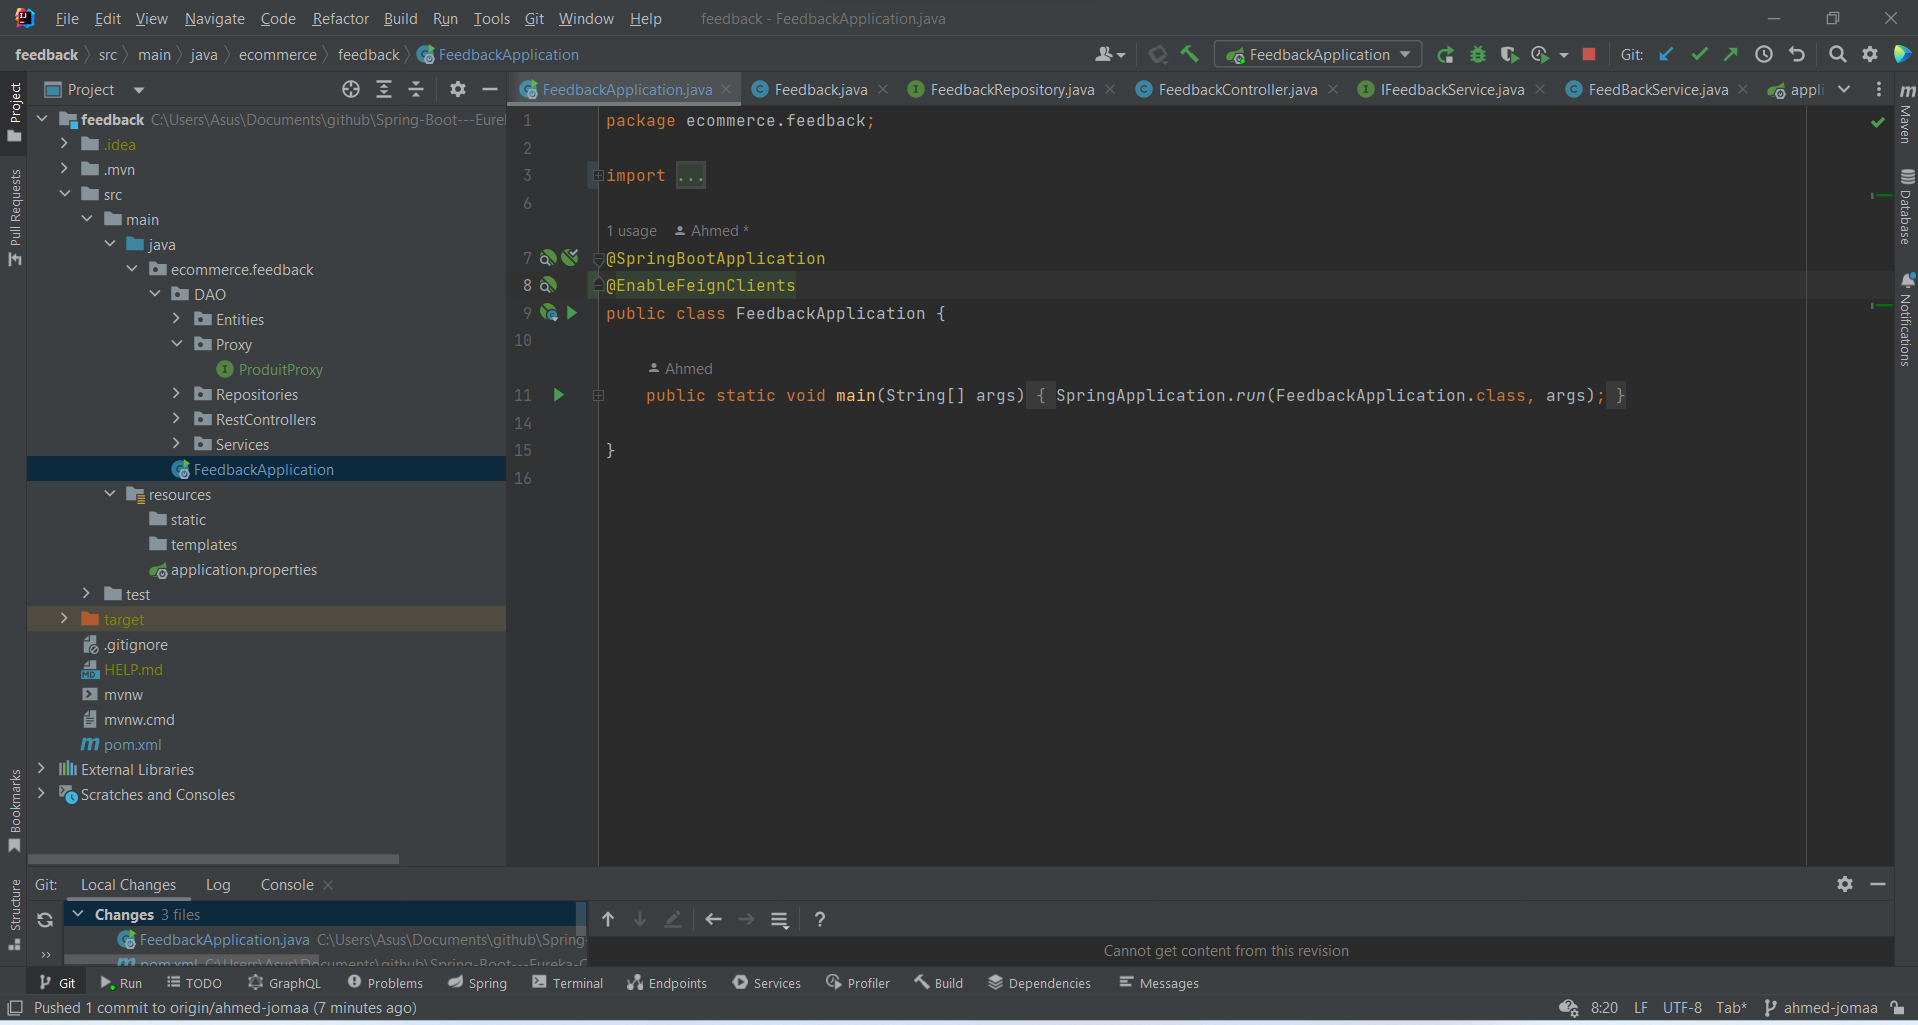 File Edit View Navigate Code Refactor Build Run Tools Git Window Help feedback - FeedbackApplication.java
feedback src main java ecommerce feedback FeedbackApplication
FeedbackApplication Git:
Project
FeedbackApplication.java Feedback.java FeedbackRepository.java FeedbackController.java IFeedbackService.java FeedBackService.java appli
Project
Pull Requests
Bookmarks
Structure
feedback C:\Users\Asus\Documents\github\Spring-Boot---Eurel
.idea
.mvn
src
main
java
ecommerce.feedback
DAO
Entities
Proxy
ProduitProxy
Repositories
RestControllers
Services
FeedbackApplication
resources
static
templates
application.properties
test
target
.gitignore
HELP.md
mvnw
mvnw.cmd
pom.xml
External Libraries
Scratches and Consoles
1 package ecommerce.feedback;
2
3 import ...
6
1 usage Ahmed *
7 @SpringBootApplication
8 @EnableFeignClients
9 public class FeedbackApplication {
10
Ahmed
11 public static void main(String[] args) { SpringApplication.run(FeedbackApplication.class, args); }
14
15 }
16
Maven
Database
Notifications
Git: Local Changes Log Console
Changes 3 files
FeedbackApplication.java C:\Users\Asus\Documents\github\Spring-
pom.xml C:\Users\Asus\Documents\github\Spring-Boot---Eureka-C
Cannot get content from this revision
Git Run TODO GraphQL Problems Spring Terminal Endpoints Services Profiler Build Dependencies Messages
Pushed 1 commit to origin/ahmed-jomaa (7 minutes ago) 8:20 LF UTF-8 Tab* ahmed-jomaa